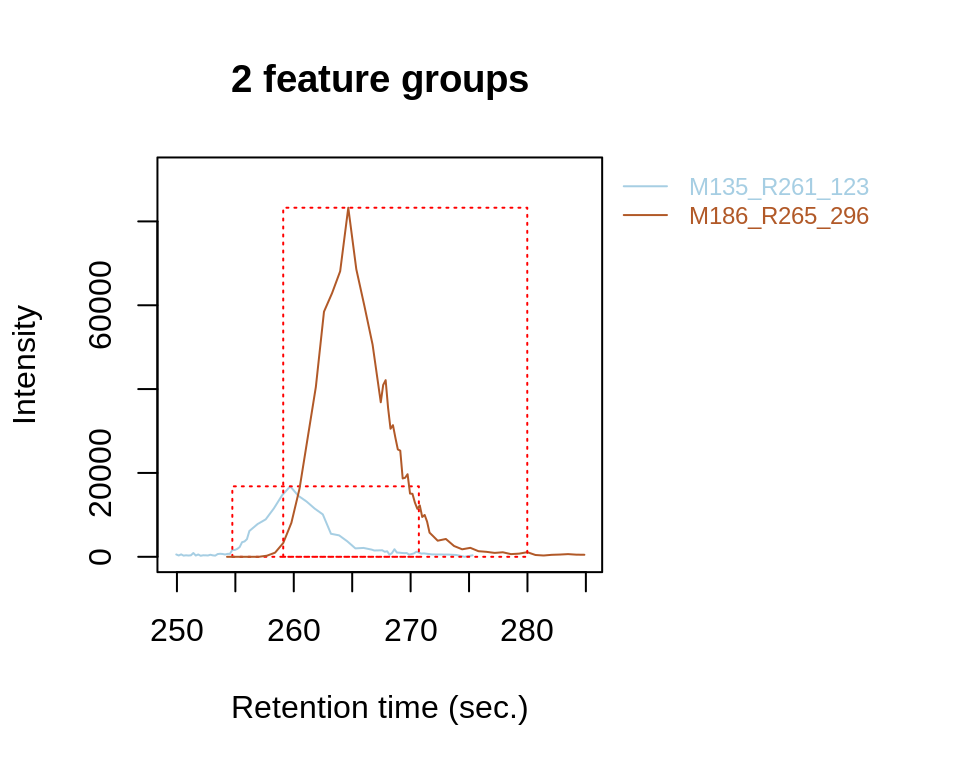 2 feature groups
M135_R261_123
M186_R265_296
Intensity
60000
20000
0
250 260 270 280
Retention time (sec.)